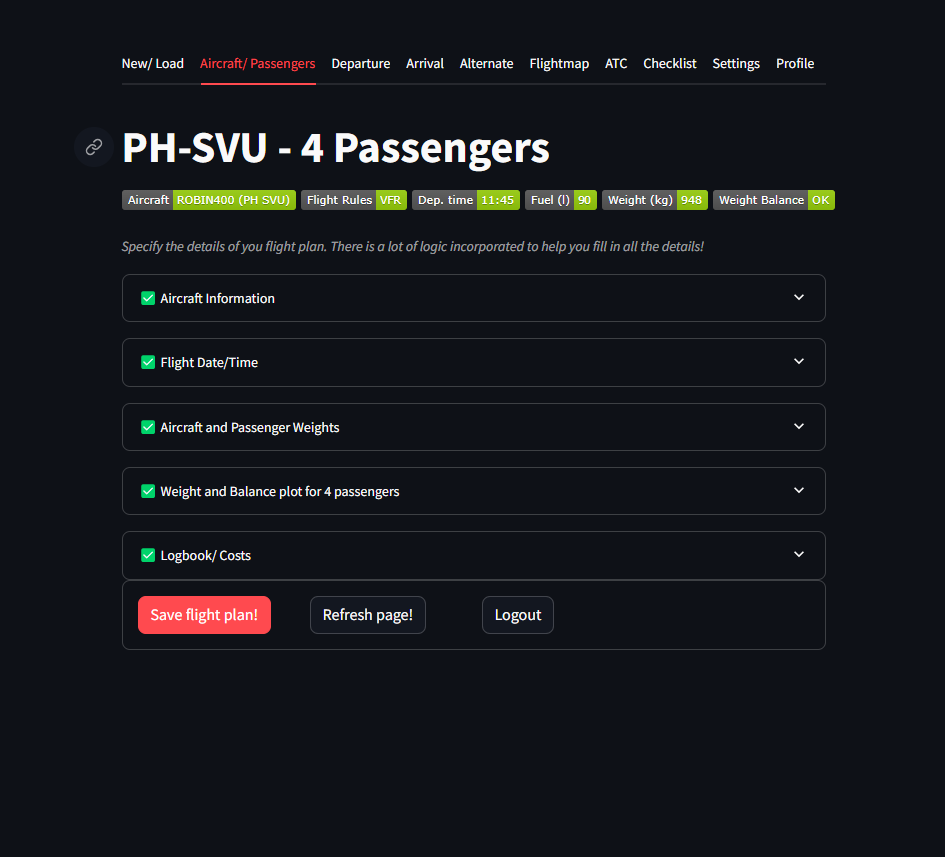 New/ Load Aircraft/ Passengers Departure Arrival Alternate Flightmap ATC Checklist Settings Profile
PH-SVU - 4 Passengers
Aircraft ROBIN400 (PH SVU) Flight Rules VFR Dep. time 11:45 Fuel (l) 90 Weight (kg) 948 Weight Balance OK
Specify the details of you flight plan. There is a lot of logic incorporated to help you fill in all the details!
Aircraft Information
Flight Date/Time
Aircraft and Passenger Weights
Weight and Balance plot for 4 passengers
Logbook/ Costs
Save flight plan! Refresh page! Logout